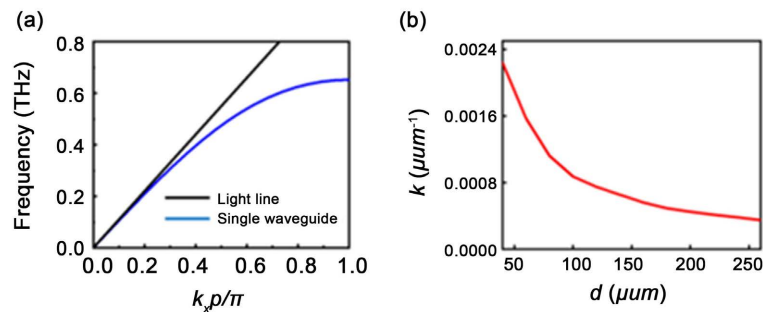 (a)
0.8
0.6
0.4
0.2
0.0
Frequency (THz)
Light line
Single waveguide
0.0 0.2 0.4 0.6 0.8 1.0
kₓp/π
(b)
0.0024
0.0016
0.0008
0.0000
k (μum⁻¹)
50 100 150 200 250
d (μum)